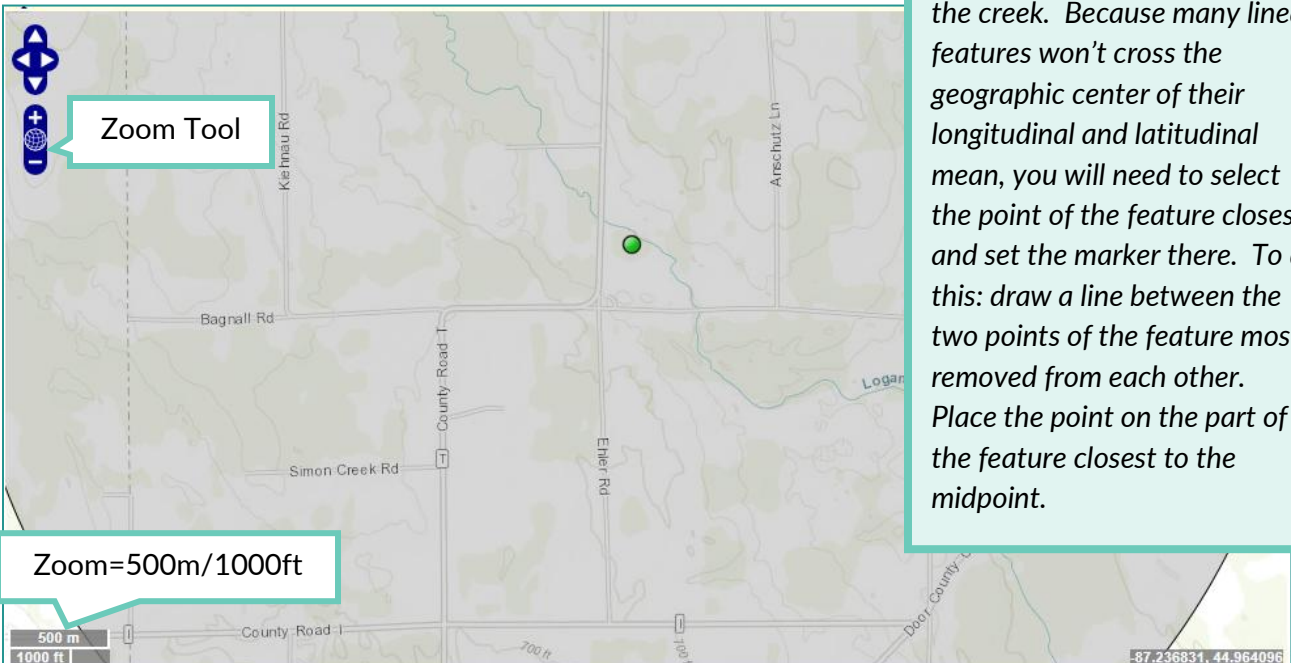 the creek. Because many
features won't cross the
geographic center of their
longitudinal and latitudinal
mean, you will need to select
the point of the feature
and set the marker there. To
this: draw a line between the
two points of the feature
removed from each other.
Place the point on the part of
the feature closest to the
midpoint.
Zoom Tool
Kiehnau Rd
Anschutz Ln
Bagnall Rd
County Road T
Logan
Ehler Rd
T
Simon Creek Rd
Zoom=500m/1000ft
Door County
500 m
1000 ft
I
County Road I
I
700 ft
-87.236831, 44.964096